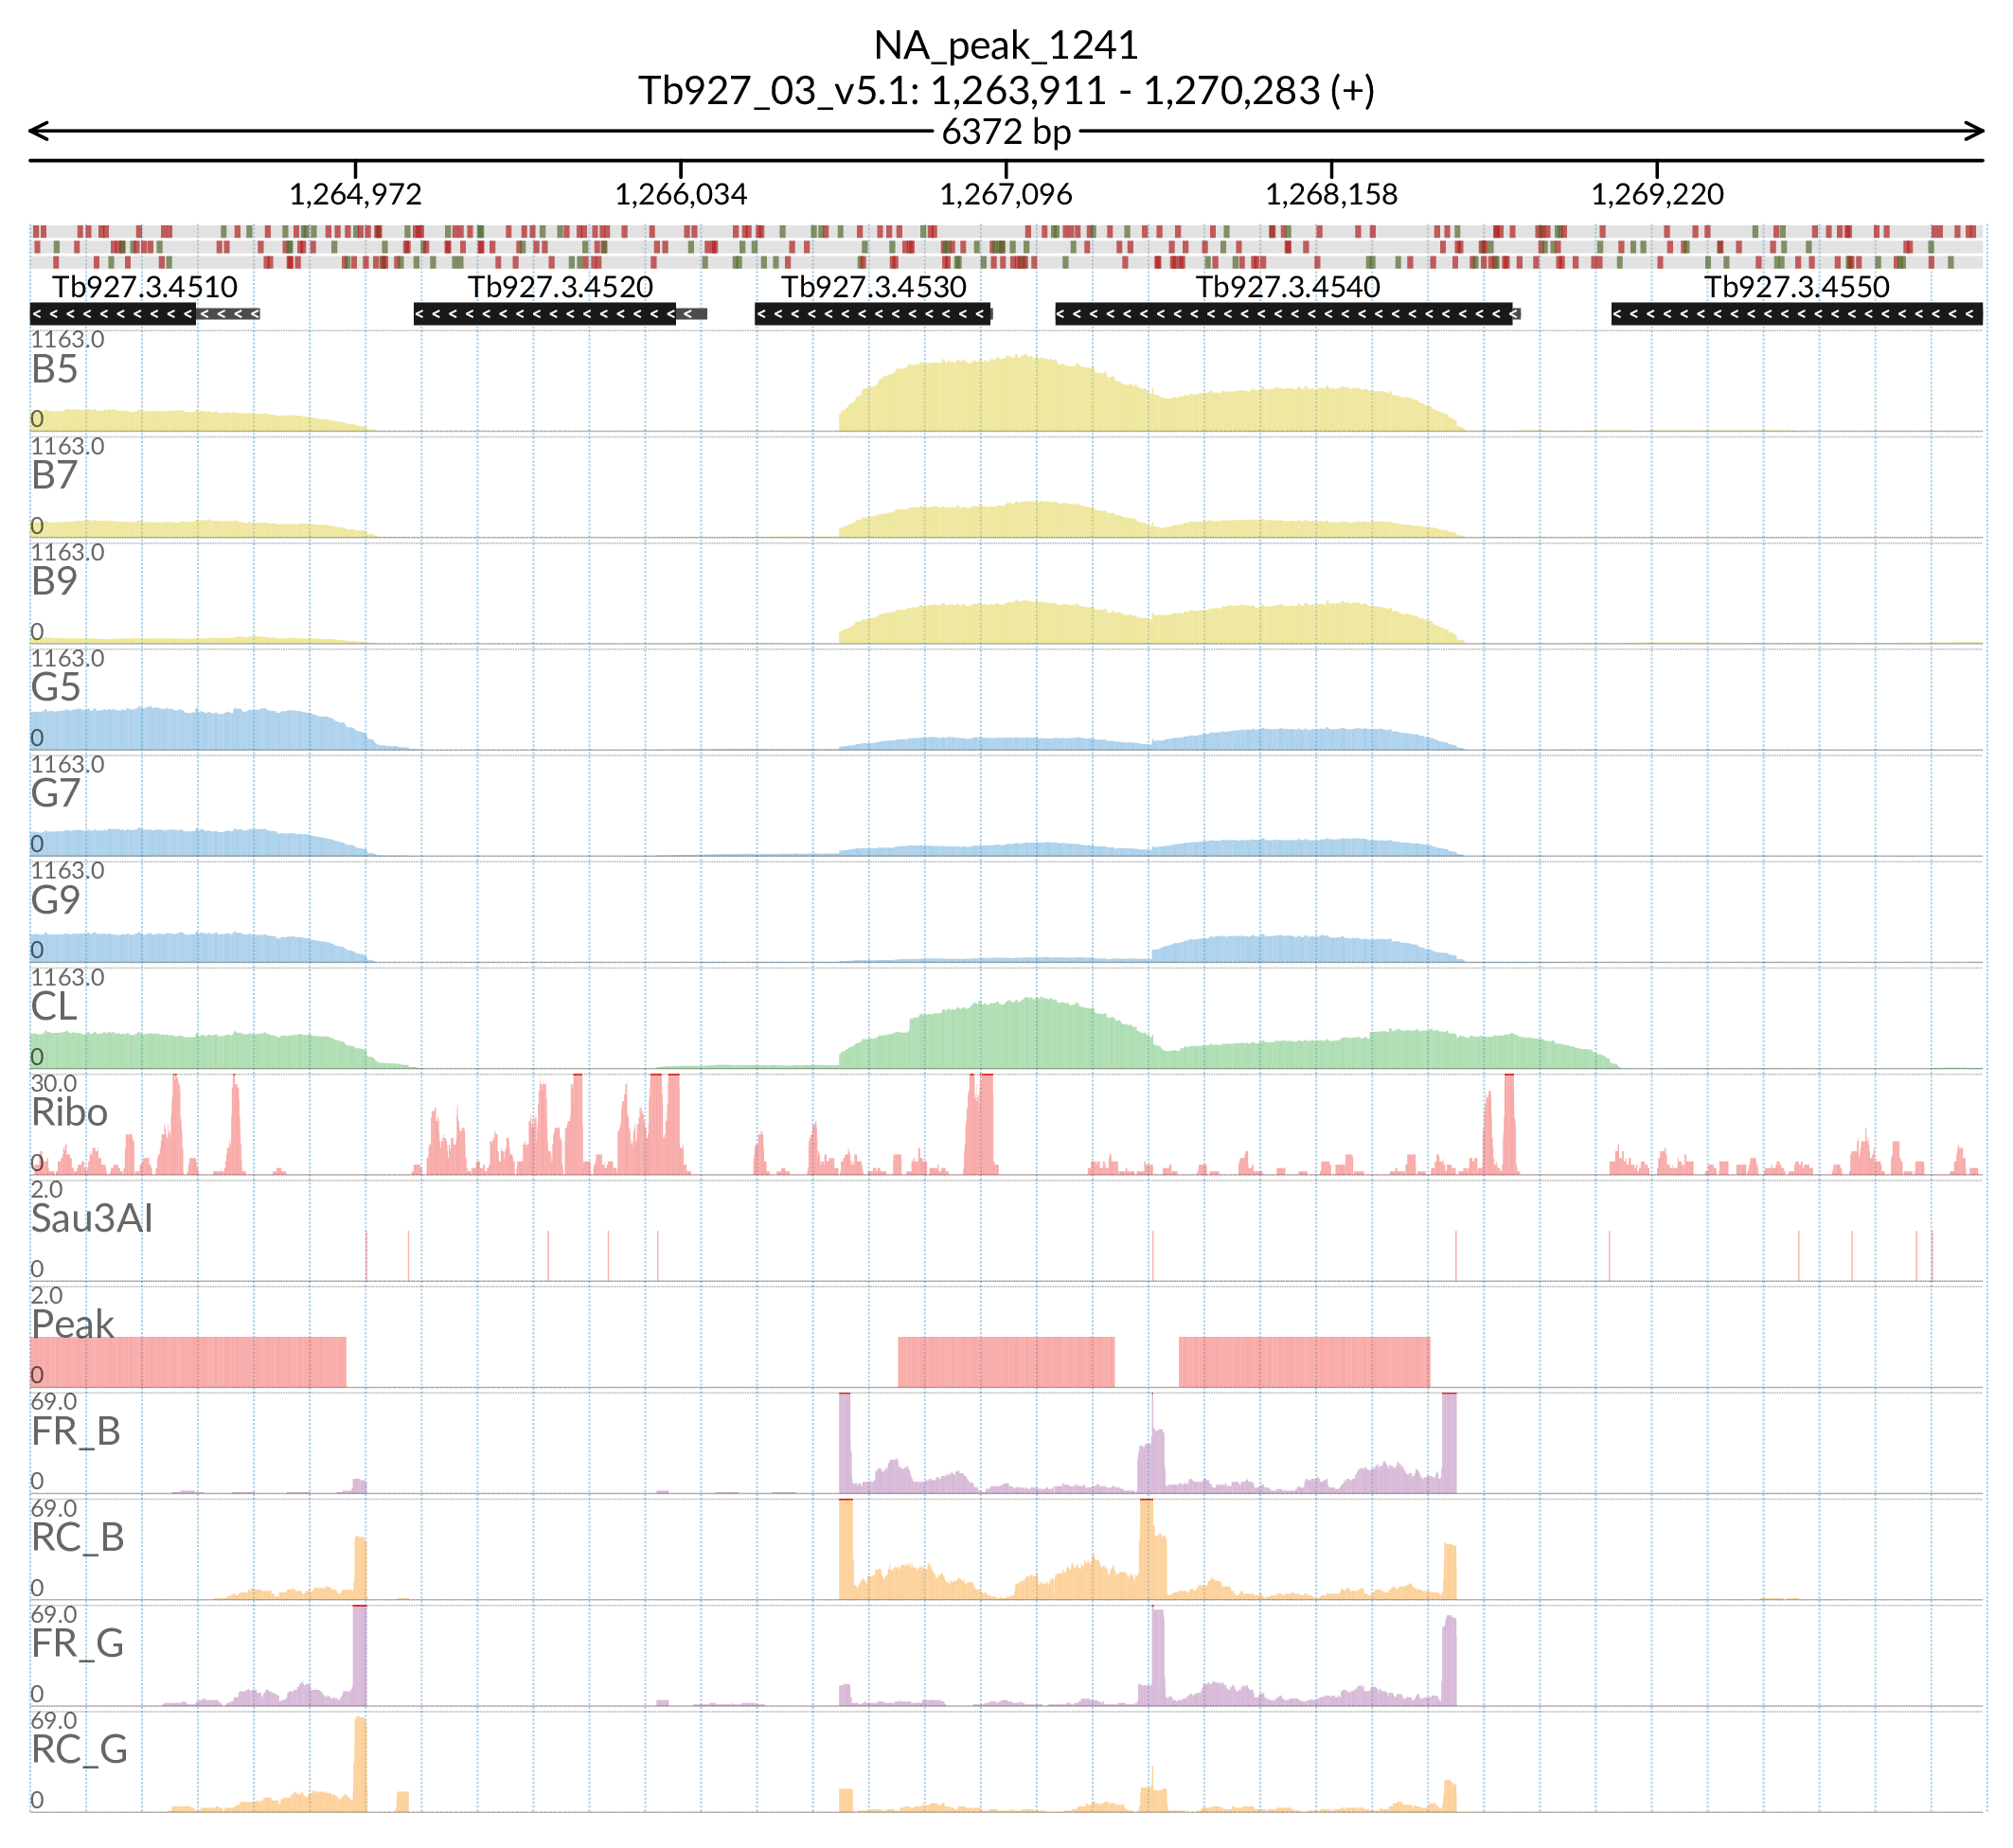 NA_peak_1241
Tb927_03_v5.1: 1,263,911 - 1,270,283 (+)
6372 bp
1,264,972 1,266,034 1,267,096 1,268,158 1,269,220
Tb927.3.4510 Tb927.3.4520 Tb927.3.4530 Tb927.3.4540 Tb927.3.4550
1163.0
B5
0
1163.0
B7
0
1163.0
B9
0
1163.0
G5
0
1163.0
G7
0
1163.0
G9
0
1163.0
CL
0
30.0
Ribo
0
2.0
Sau3AI
0
2.0
Peak
0
69.0
FR_B
0
69.0
RC_B
0
69.0
FR_G
0
69.0
RC_G
0